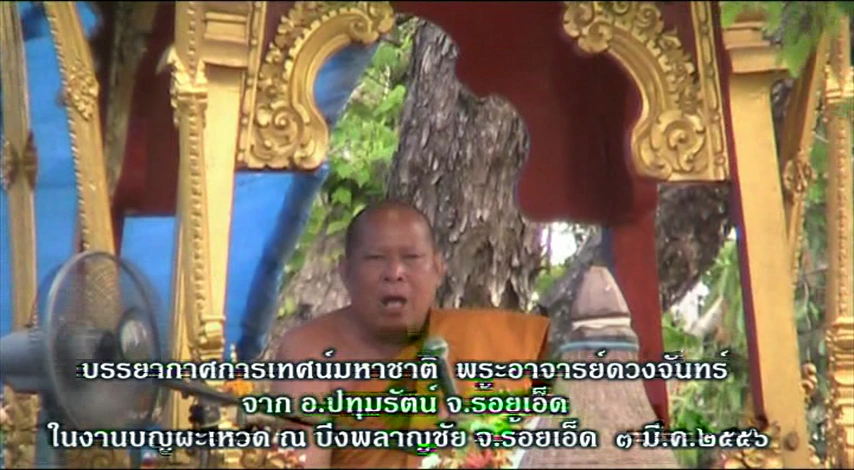 บรรยากาศการเทศน์มหาชาติ พระอาจารย์ดวงจันทร์
จาก อ.ปทุมรัตน์ จ.ร้อยเอ็ด
ในงานบุญผะเหวด ณ บึงพลาญชัย จ.ร้อยเอ็ด ๓ มี.ค.๒๕๕๖